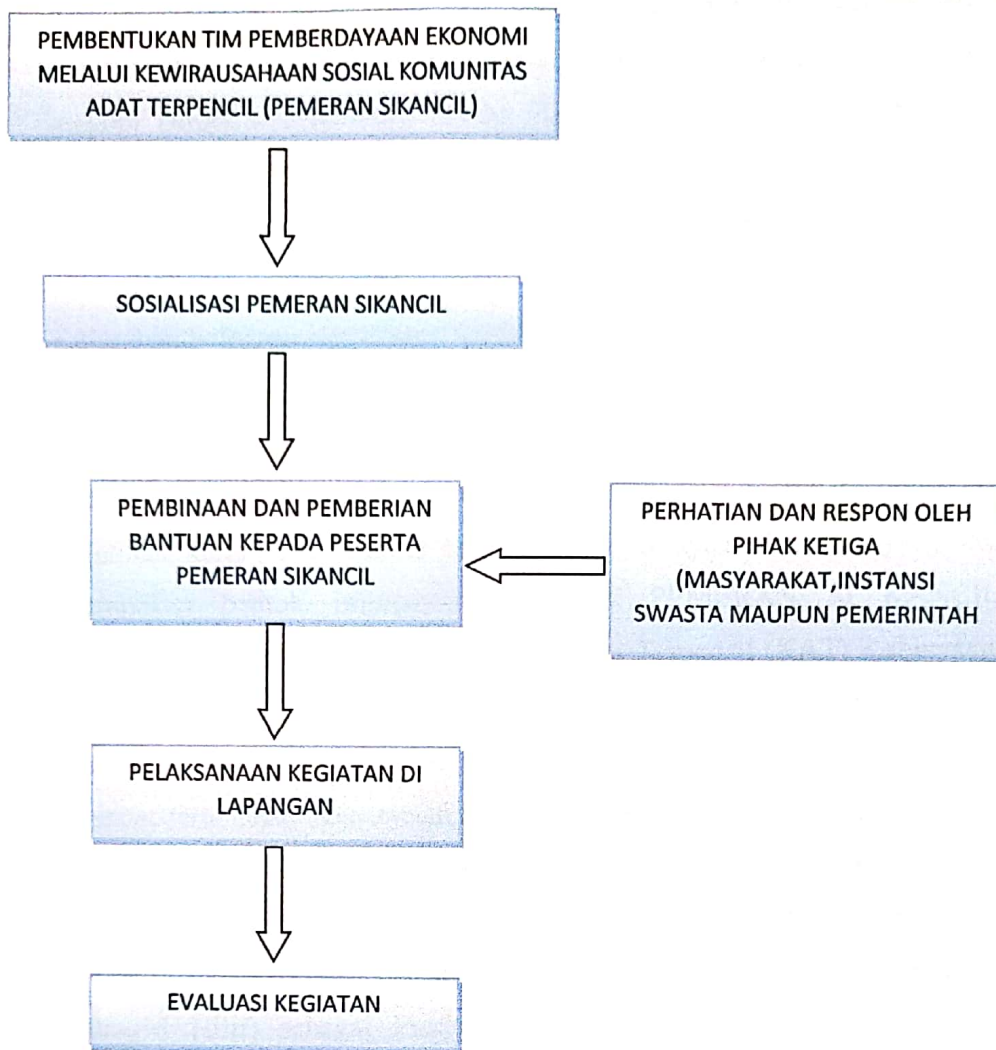 PEMBENTUKAN TIM PEMBERDAYAAN EKONOMI
MELALUI KEWIRAUSAHAAN SOSIAL KOMUNITAS
ADAT TERPENCIL (PEMERAN SIKANCIL)
SOSIALISASI PEMERAN SIKANCIL
PEMBINAAN DAN PEMBERIAN
BANTUAN KEPADA PESERTA
PEMERAN SIKANCIL
PERHATIAN DAN RESPON OLEH
PIHAK KETIGA
(MASYARAKAT,INSTANSI
SWASTA MAUPUN PEMERINTAH
PELAKSANAAN KEGIATAN DI
LAPANGAN
EVALUASI KEGIATAN